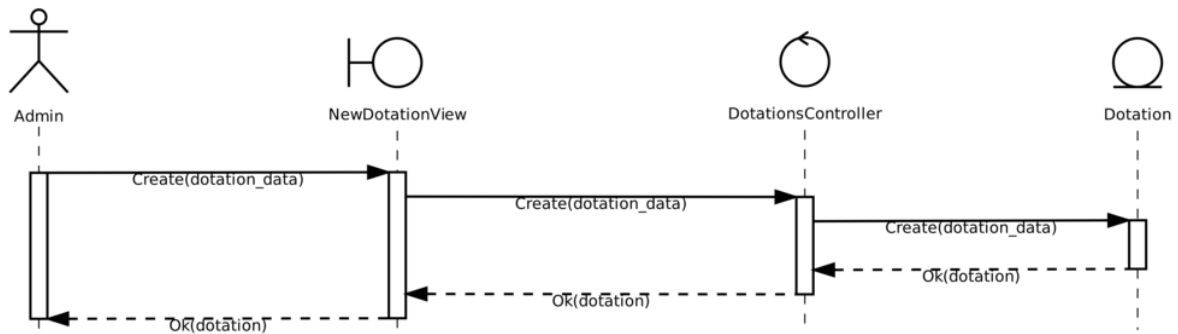 Admin
NewDotationView
DotationsController
Dotation
Create(dotation_data)
Create(dotation_data)
Create(dotation_data)
Ok(dotation)
Ok(dotation)
Ok(dotation)